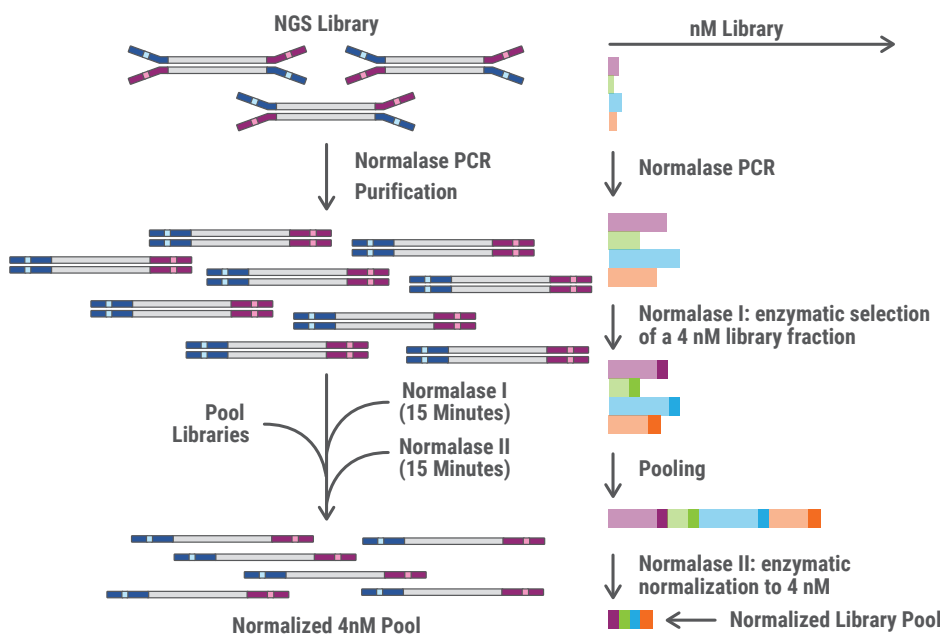 NGS Library
Normalase PCR
Purification
Pool
Libraries
Normalase I
(15 Minutes)
Normalase II
(15 Minutes)
Normalized 4nM Pool
nM Library
Normalase PCR
Normalase I: enzymatic selection
of a 4 nM library fraction
Pooling
Normalase II: enzymatic
normalization to 4 nM
Normalized Library Pool